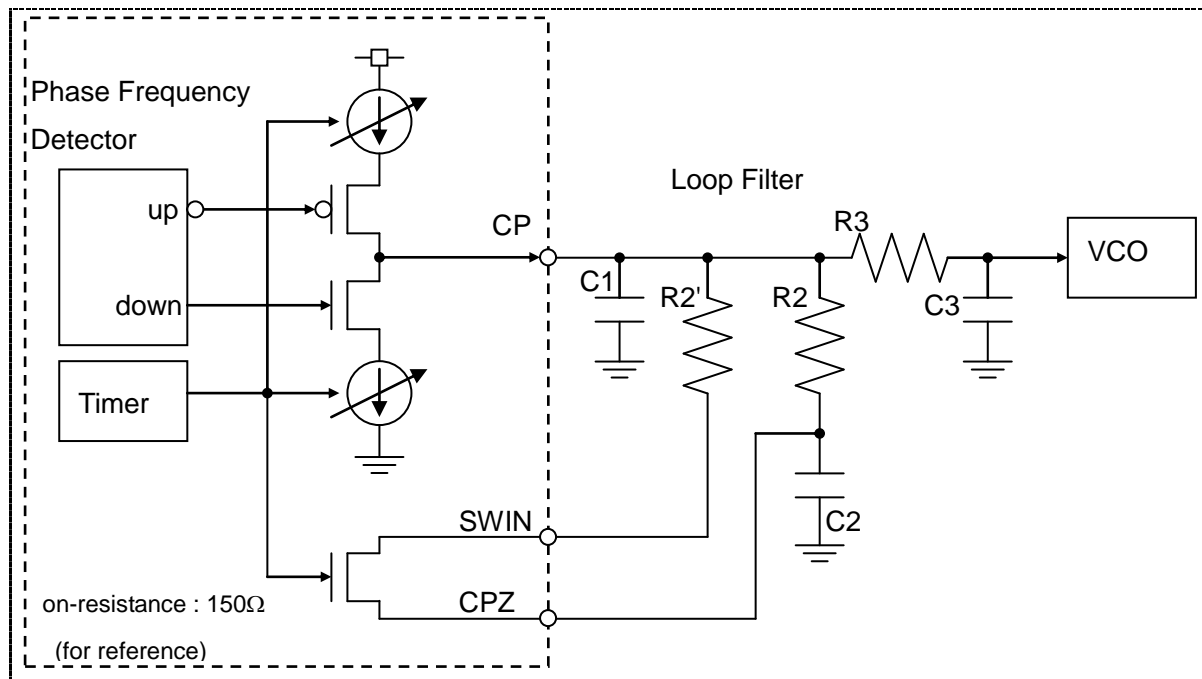 Phase Frequency
Detector
up
down
Timer
CP
Loop Filter
C1
R2'
R2
R3
C3
VCO
C2
SWIN
CPZ
on-resistance : 150Ω
(for reference)